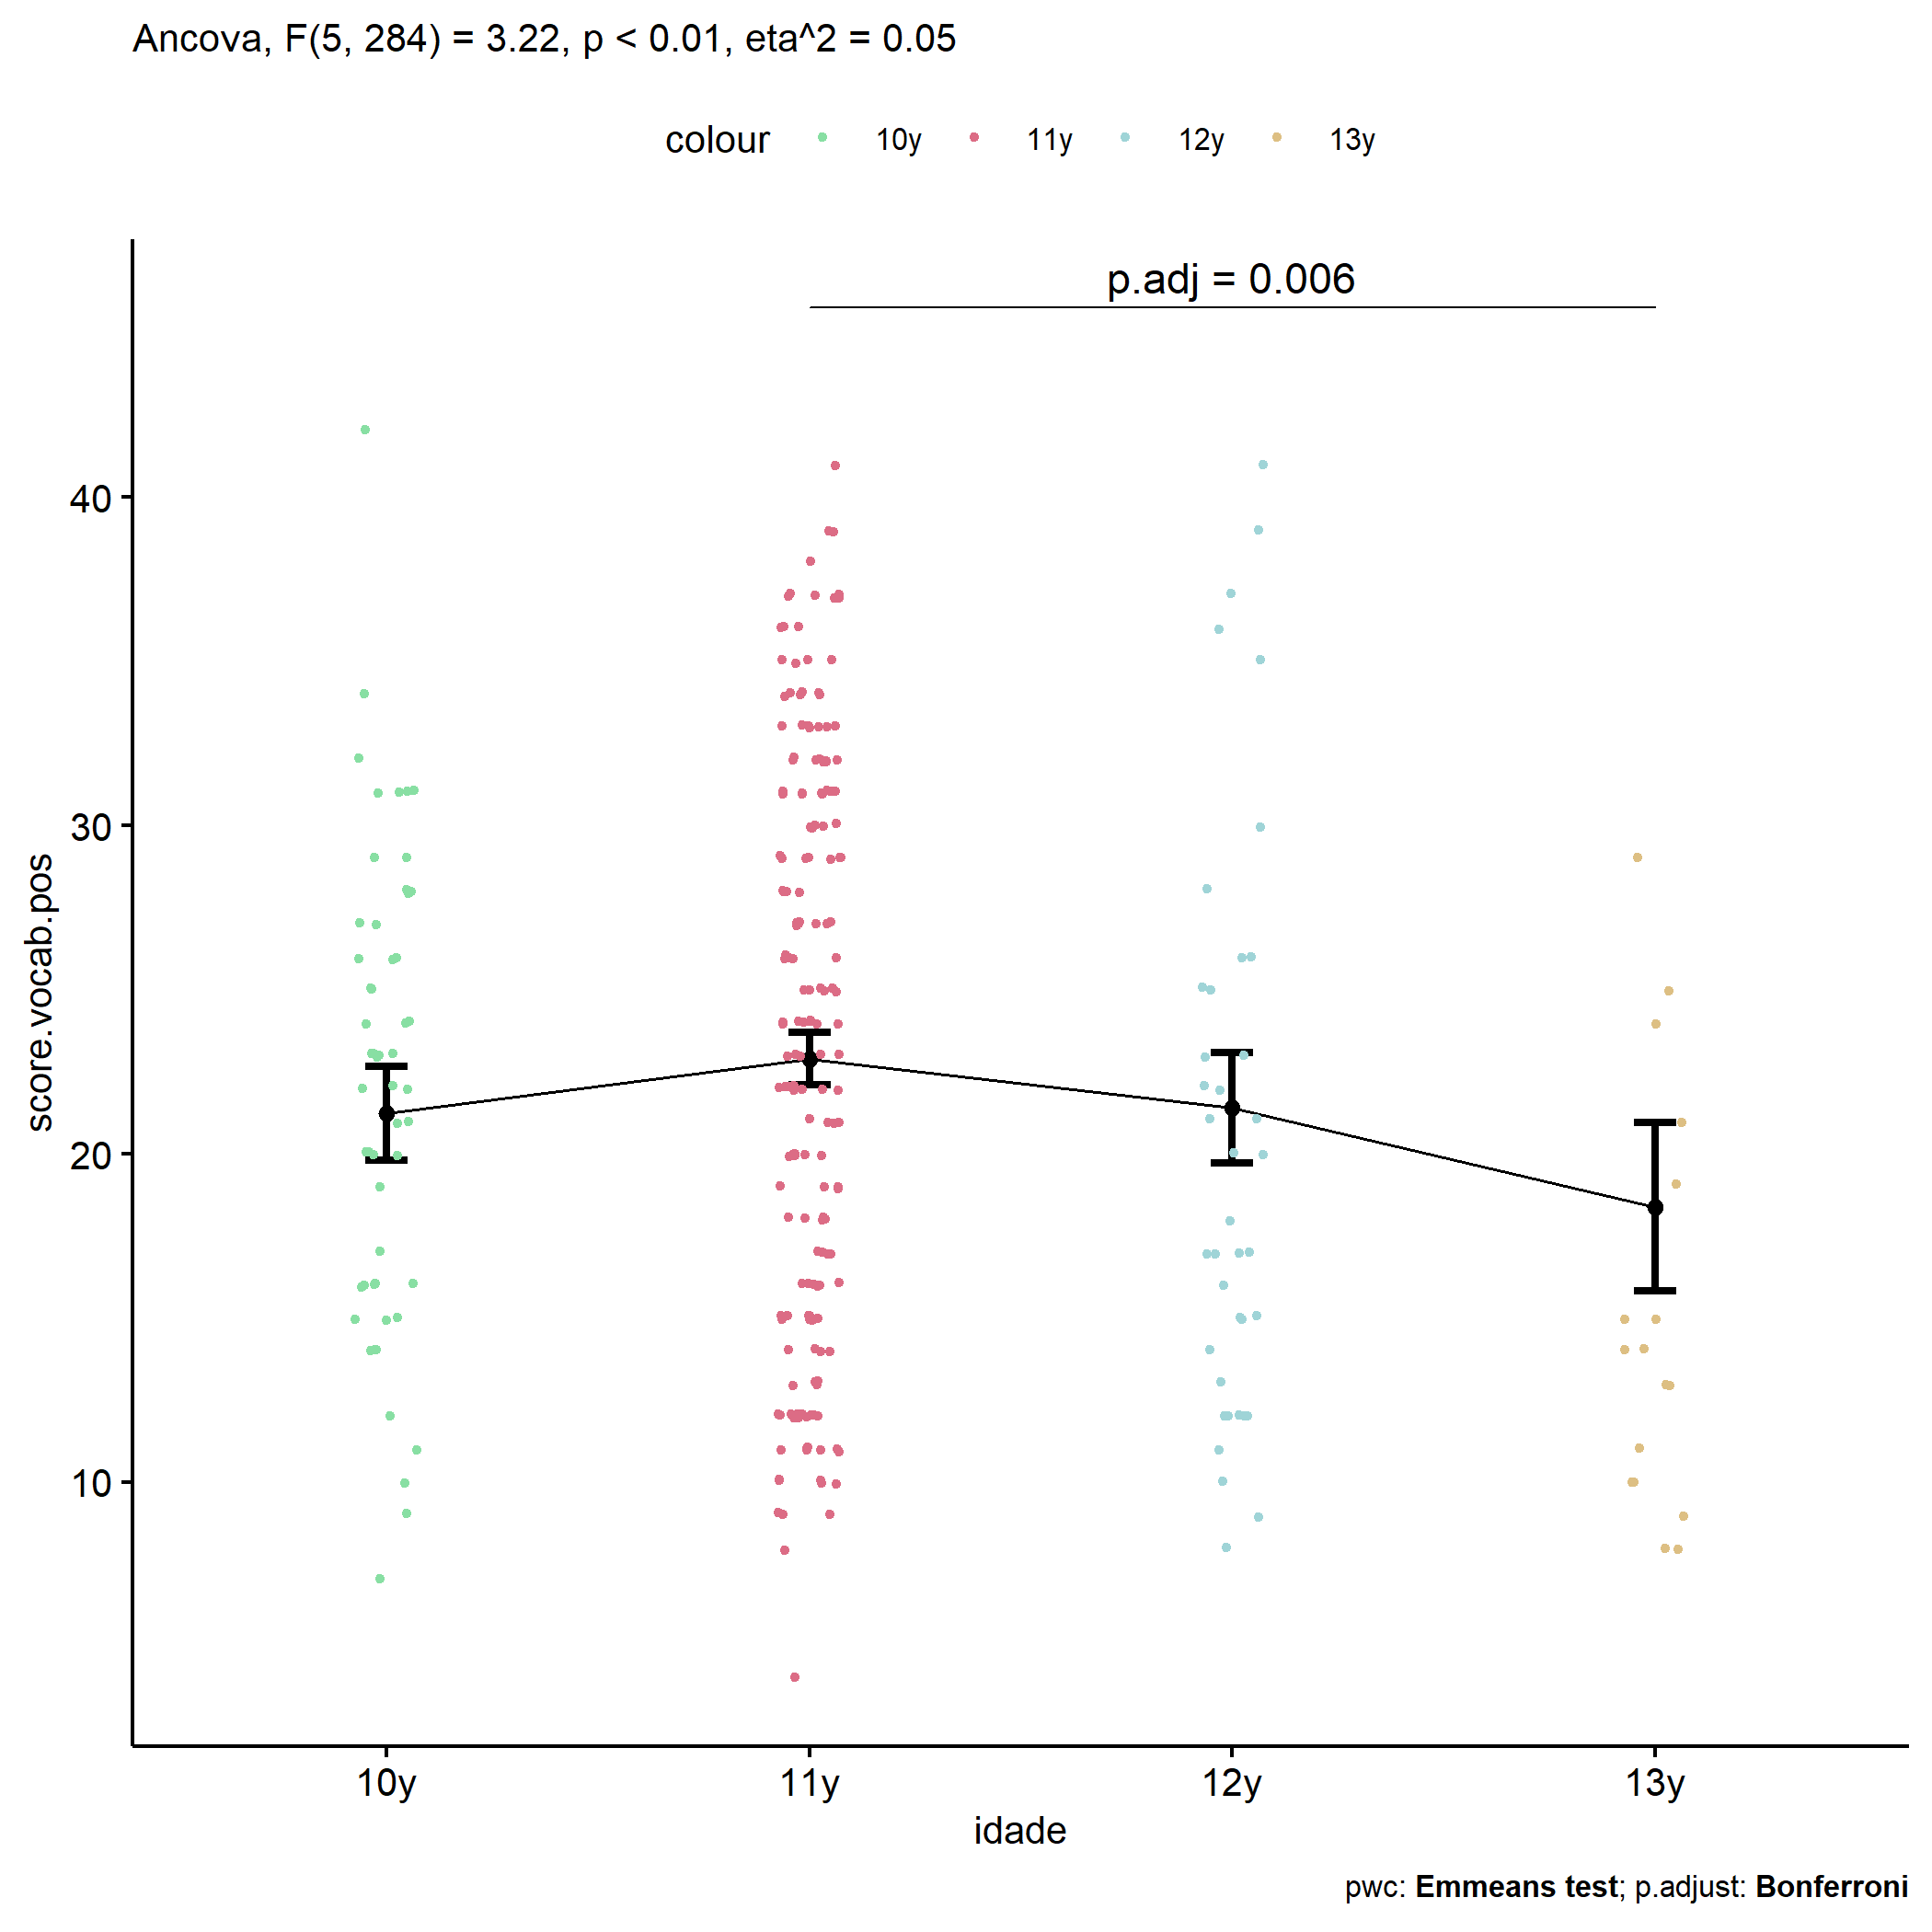 Ancova, F(5, 284) = 3.22, p < 0.01, eta^2 = 0.05
colour 10y 11y 12y 13y
p.adj = 0.006
40
30
20
10
score.vocab.pos
10y 11y 12y 13y
idade
pwc: Emmeans test; p.adjust: Bonferroni